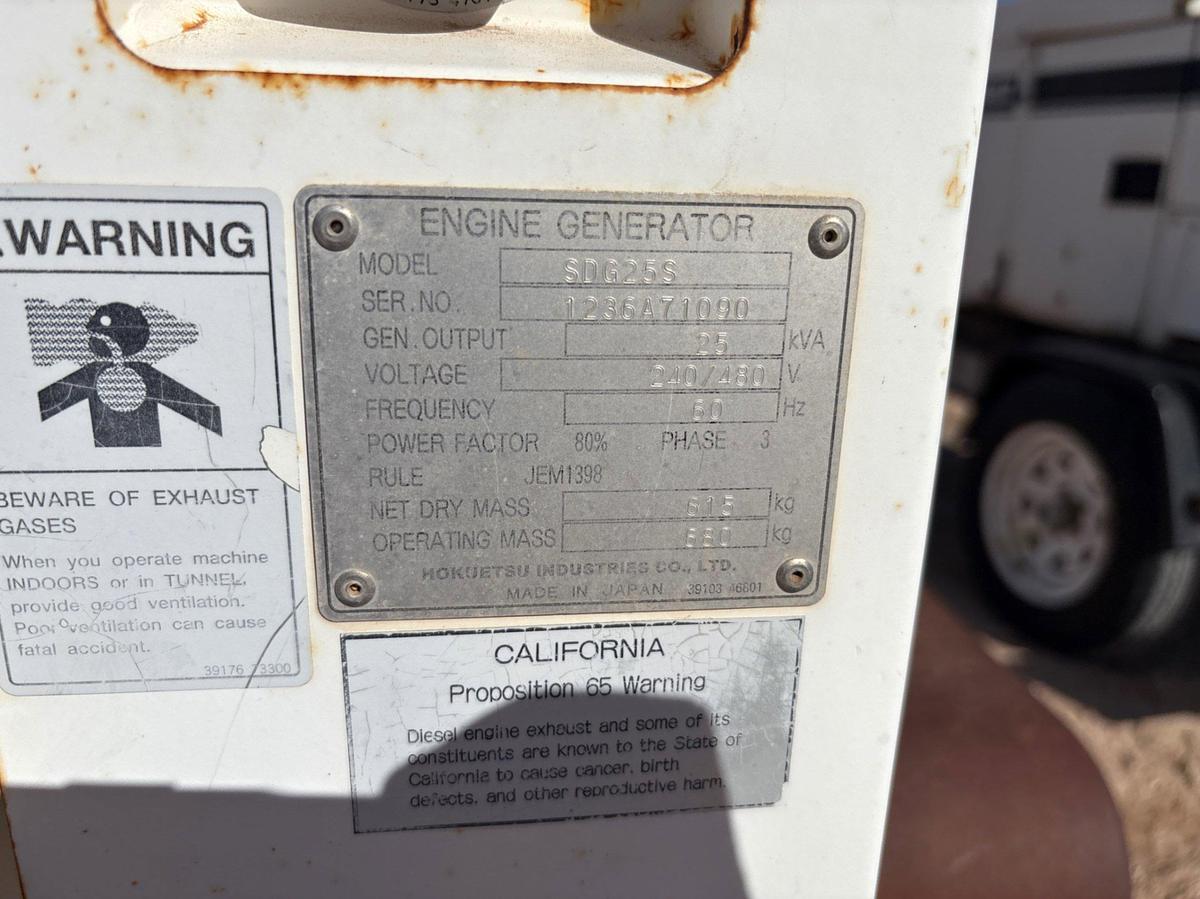 WARNING
BEWARE OF EXHAUST
GASES
When you operate machine
INDOORS or in TUNNEL,
provide good ventilation.
Poor ventilation can cause
fatal accident.
39176 3300
ENGINE GENERATOR
MODEL SDG25S
SER.NO. 1236A71090
GEN.OUTPUT 25 kVA
VOLTAGE 240/480 V
FREQUENCY 60 Hz
POWER FACTOR 80% PHASE 3
RULE JEM1398
NET DRY MASS 615 kg
OPERATING MASS 680 kg
HOKUETSU INDUSTRIES CO., LTD.
MADE IN JAPAN 39103 46601
CALIFORNIA
Proposition 65 Warning
Diesel engine exhaust and some of its
constituents are known to the State of
California to cause cancer, birth
defects, and other reproductive harm.